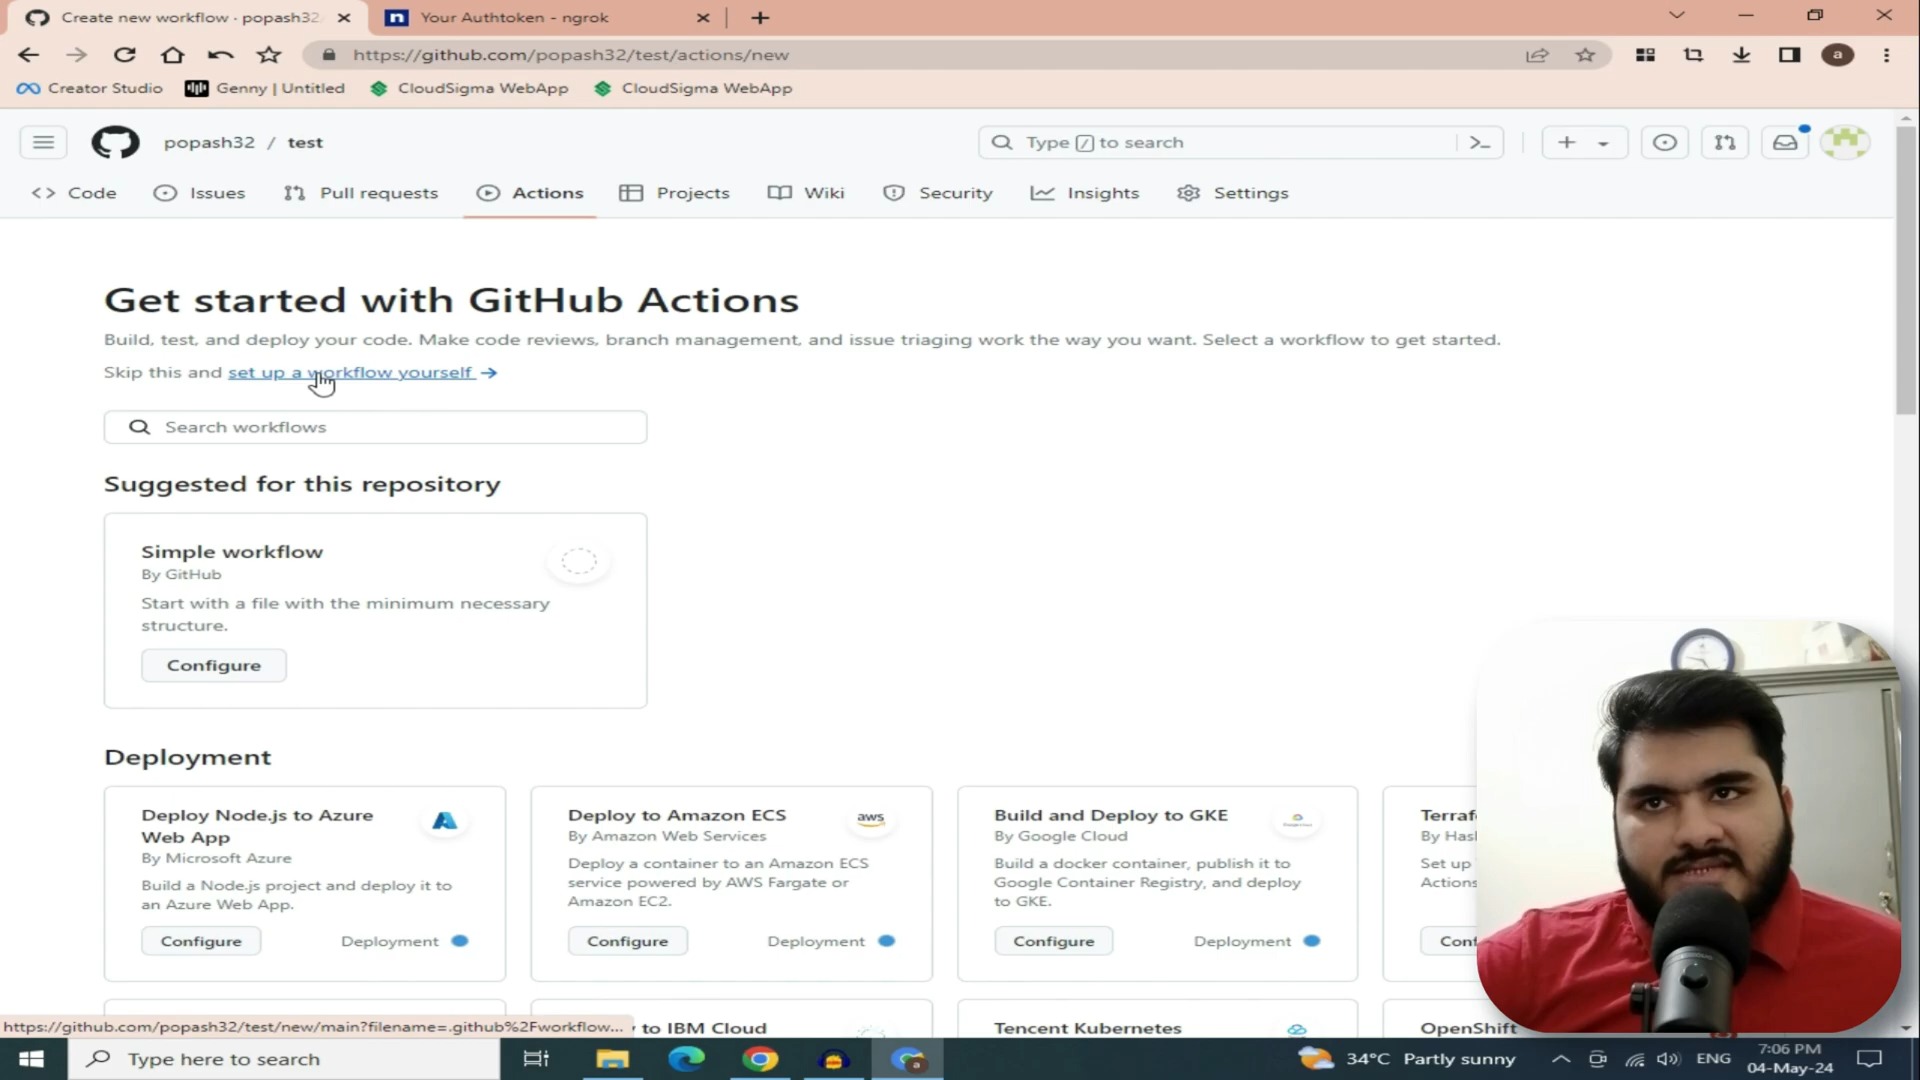 Create new workflow · popash32
Your Authtoken - ngrok
https://github.com/popash32/test/actions/new
a
Creator Studio
Genny | Untitled
CloudSigma WebApp
CloudSigma WebApp
popash32 / test
Type / to search
Code
Issues
Pull requests
Actions
Projects
Wiki
Security
Insights
Settings
Get started with GitHub Actions
Build, test, and deploy your code. Make code reviews, branch management, and issue triaging work the way you want. Select a workflow to get started.
Skip this and set up a workflow yourself →
Search workflows
Suggested for this repository
Simple workflow
By GitHub
Start with a file with the minimum necessary
structure.
Configure
Deployment
Deploy Node.js to Azure
Web App
By Microsoft Azure
Build a Node.js project and deploy it to
an Azure Web App.
Configure
Deployment
Deploy to Amazon ECS
aws
By Amazon Web Services
Deploy a container to an Amazon ECS
service powered by AWS Fargate or
Amazon EC2.
Configure
Deployment
Build and Deploy to GKE
By Google Cloud
Build a docker container, publish it to
Google Container Registry, and deploy
to GKE.
Configure
Deployment
Terraf
By Has
Set up
Actions
Conf
https://github.com/popash32/test/new/main?filename=.github%2Fworkflow...
to IBM Cloud
Tencent Kubernetes
OpenShift
Type here to search
34°C Partly sunny
ENG
7:06 PM
04-May-24